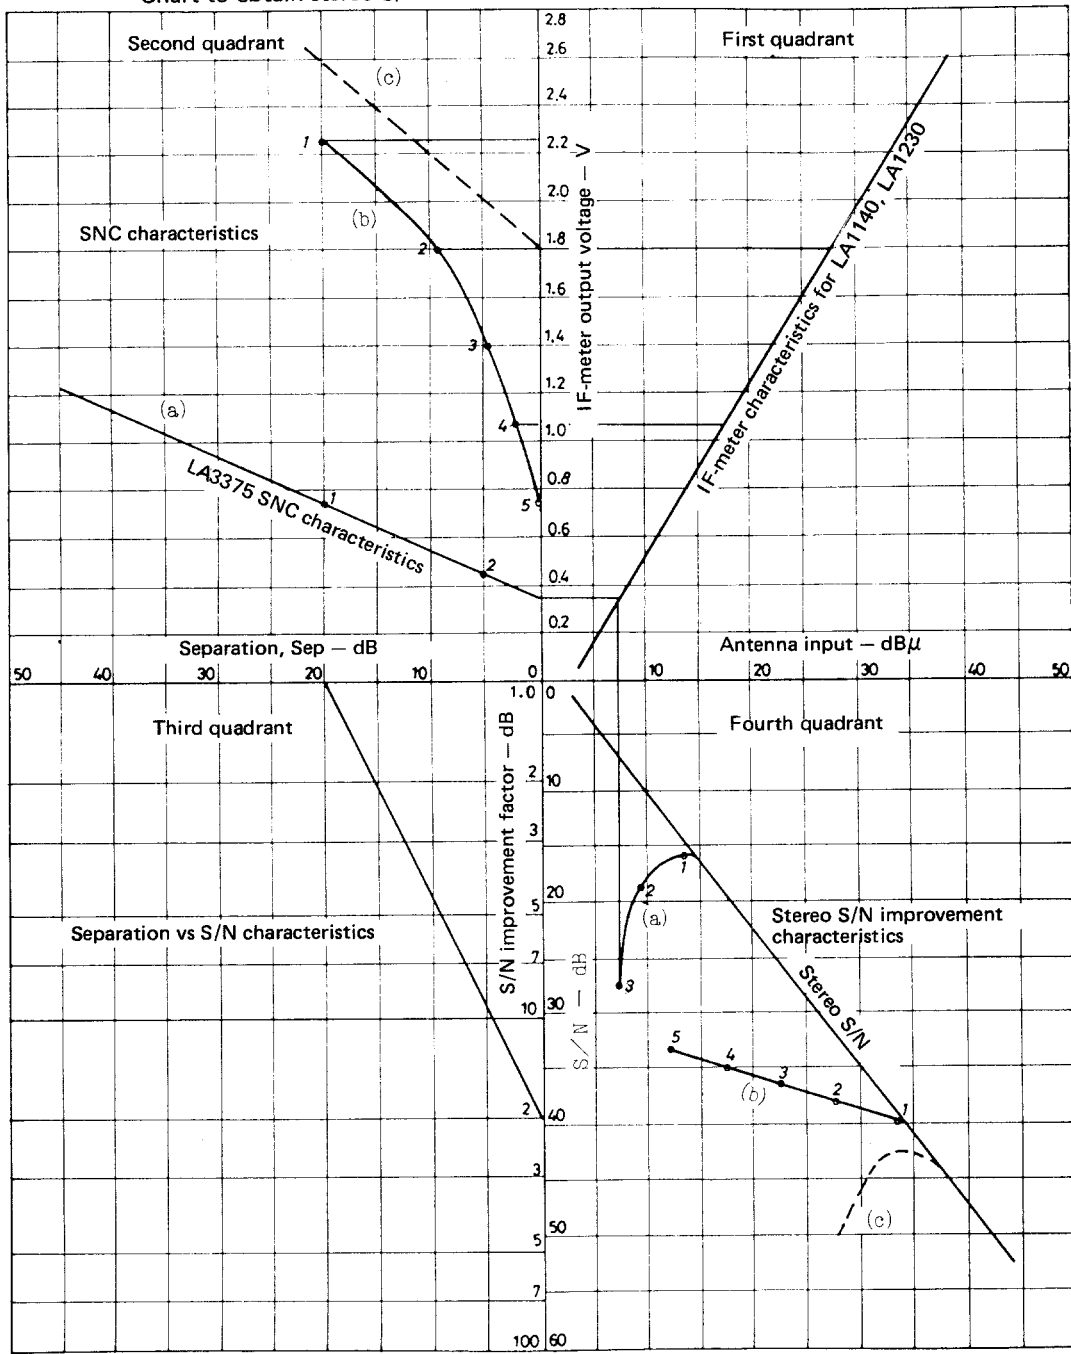 Second quadrant
First quadrant
(c)
2.8
2.6
2.4
2.2
2.0
1.8
1.6
1.4
1.2
1.0
0.8
0.6
0.4
0.2
IF-meter output voltage — V
1
(b)
2
3
4
5
SNC characteristics
(a)
1
2
LA3375 SNC characteristics
IF-meter characteristics for LA1140, LA1230
Separation, Sep — dB
Antenna input — dBμ
50
40
30
20
10
0
10
20
30
40
50
Third quadrant
Fourth quadrant
1.0
2
3
5
7
10
2
3
5
7
100
0
10
20
30
40
50
60
S/N improvement factor — dB
S/N — dB
Separation vs S/N characteristics
1
2
(a)
3
Stereo S/N improvement
characteristics
Stereo S/N
5
4
3
2
1
(b)
(c)